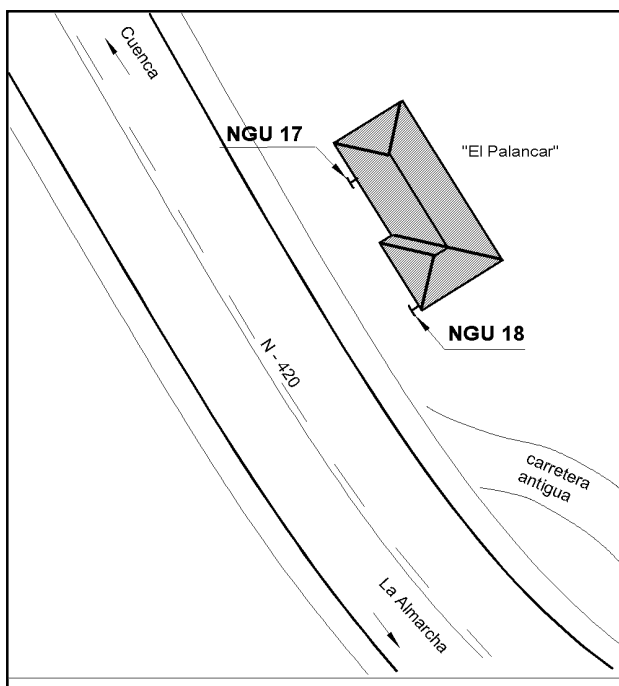 Cuenca
NGU 17
"El Palancar"
N - 420
NGU 18
carretera
antigua
La Almarcha